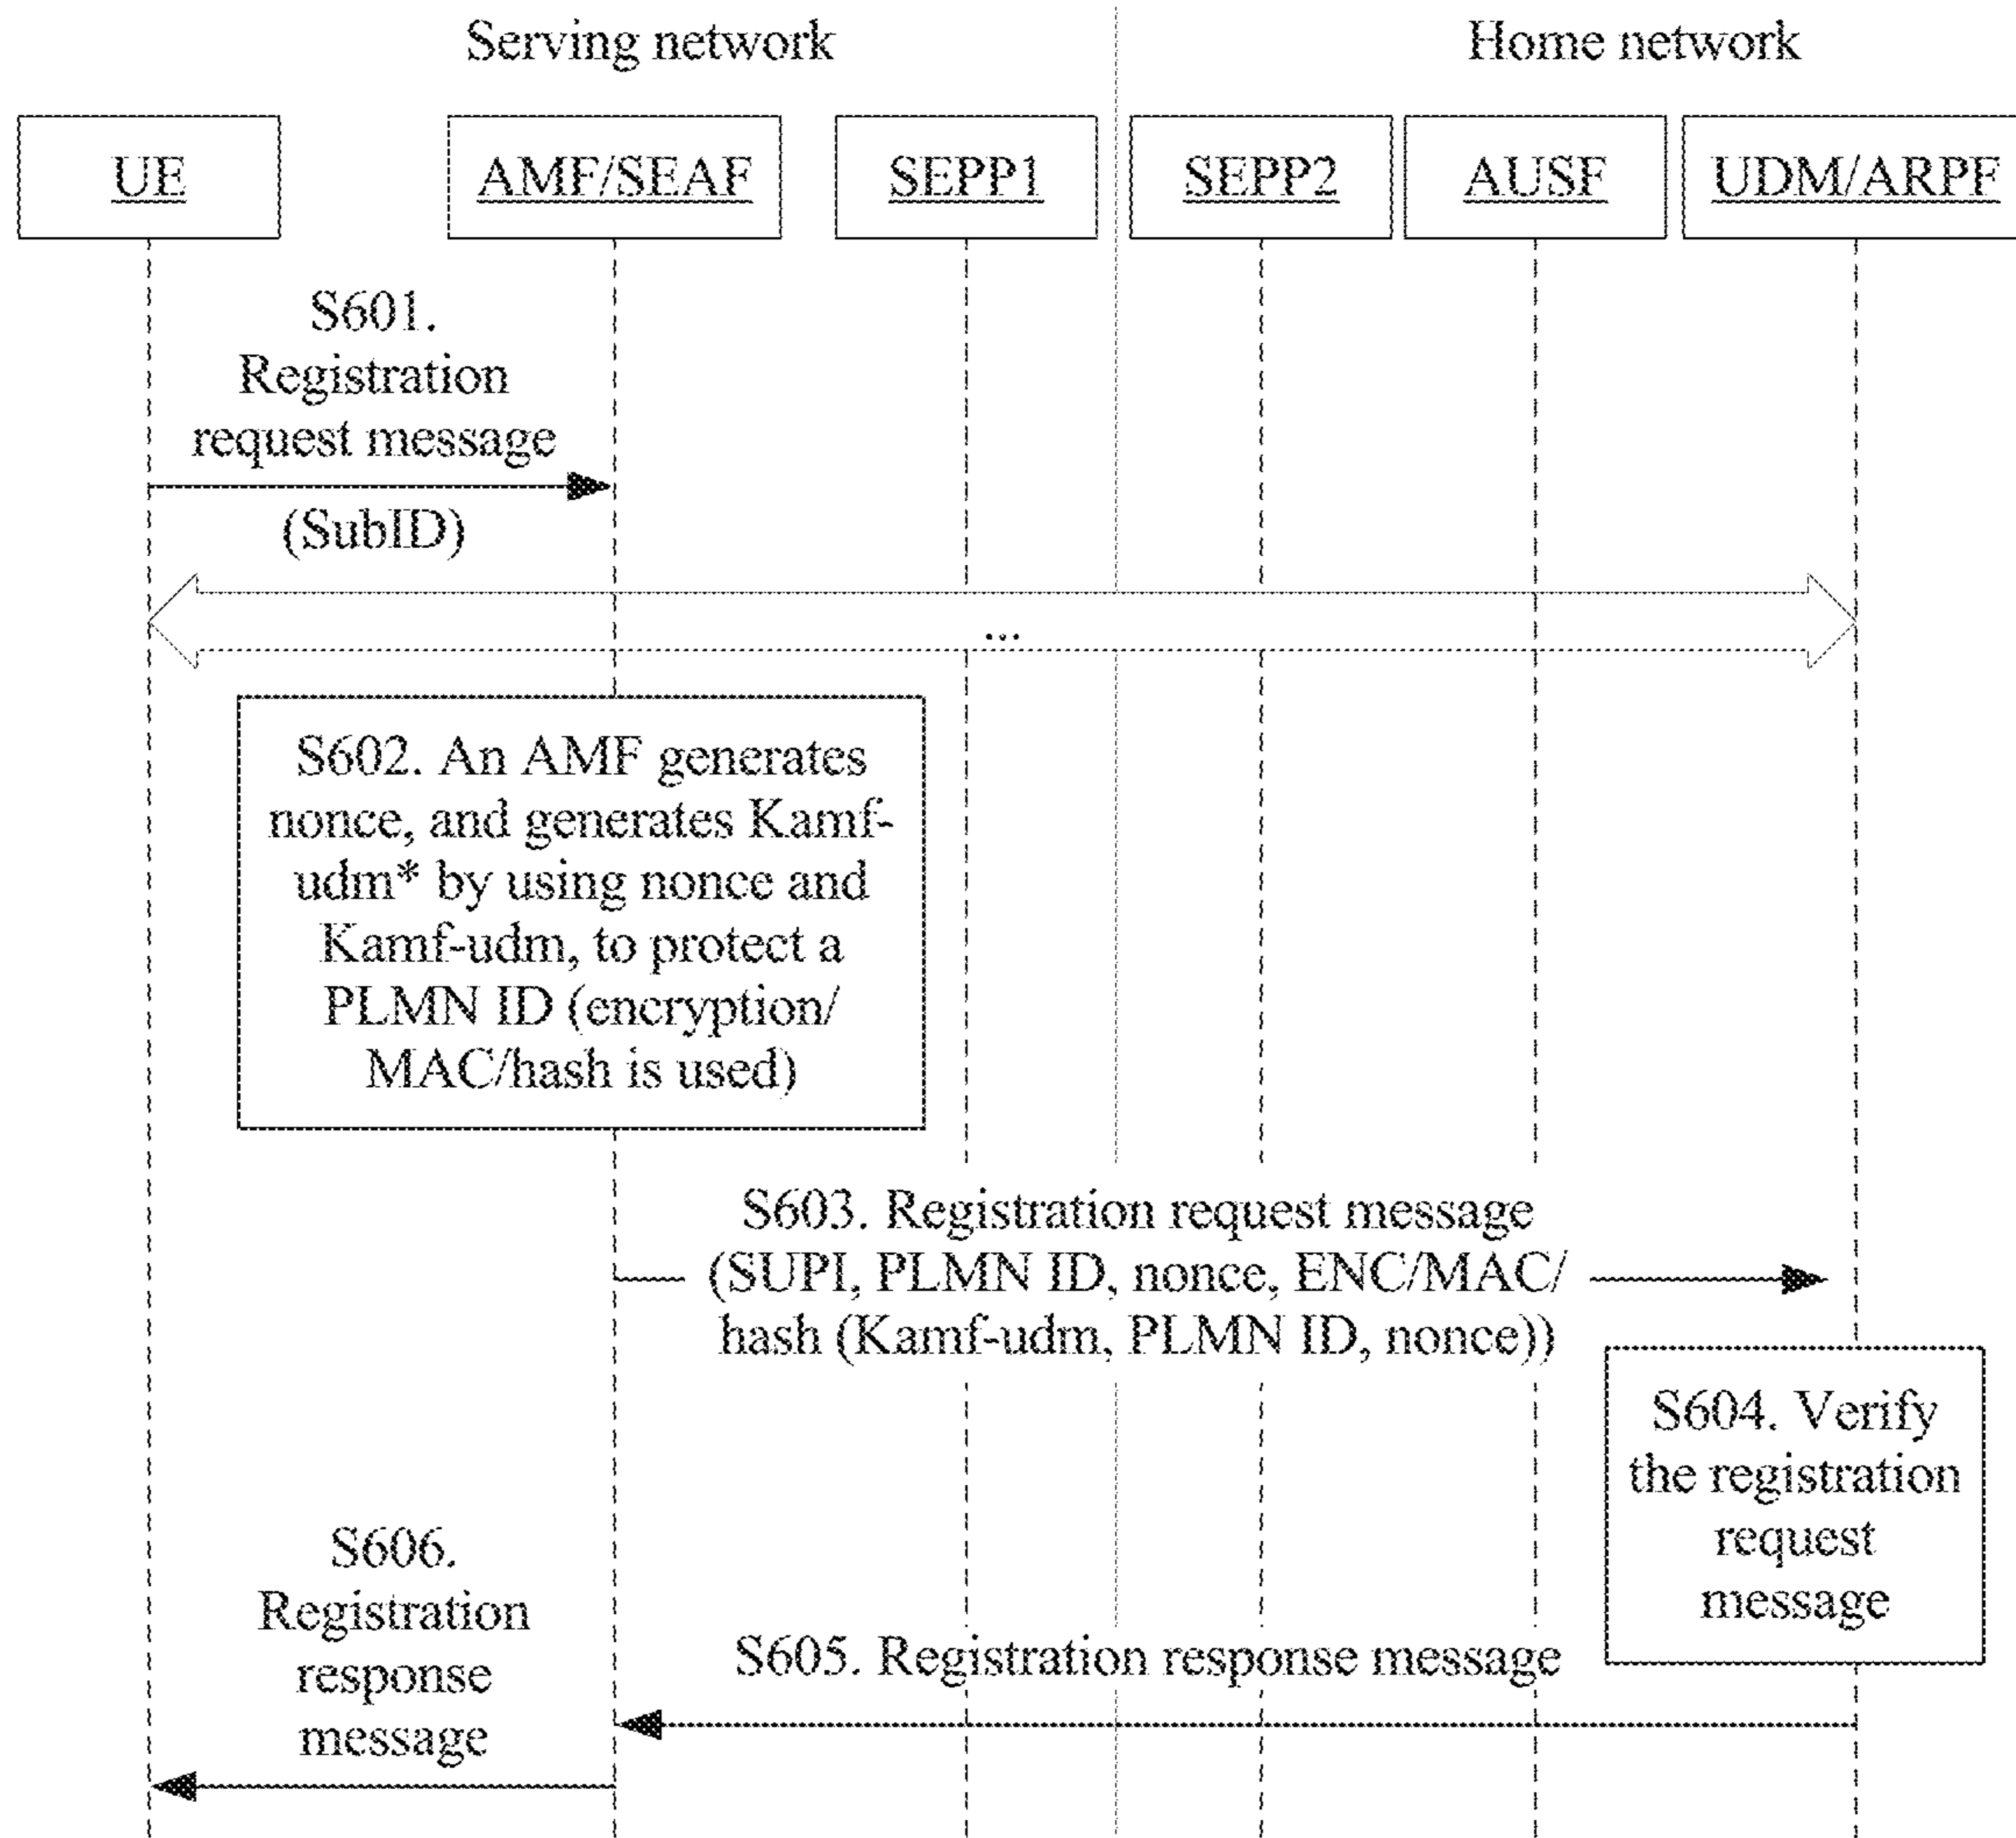 Serving network
Home network
UE
AMF/SEAF
SEPP1
SEPP2
AUSF
UDM/ARPF
S601.
Registration
request message
(SubID)
...
S602. An AMF generates
nonce, and generates Kamf-
udm* by using nonce and
Kamf-udm, to protect a
PLMN ID (encryption/
MAC/hash is used)
S603. Registration request message
(SUPI, PLMN ID, nonce, ENC/MAC/
hash (Kamf-udm, PLMN ID, nonce))
S604. Verify
the registration
request
message
S605. Registration response message
S606.
Registration
response
message